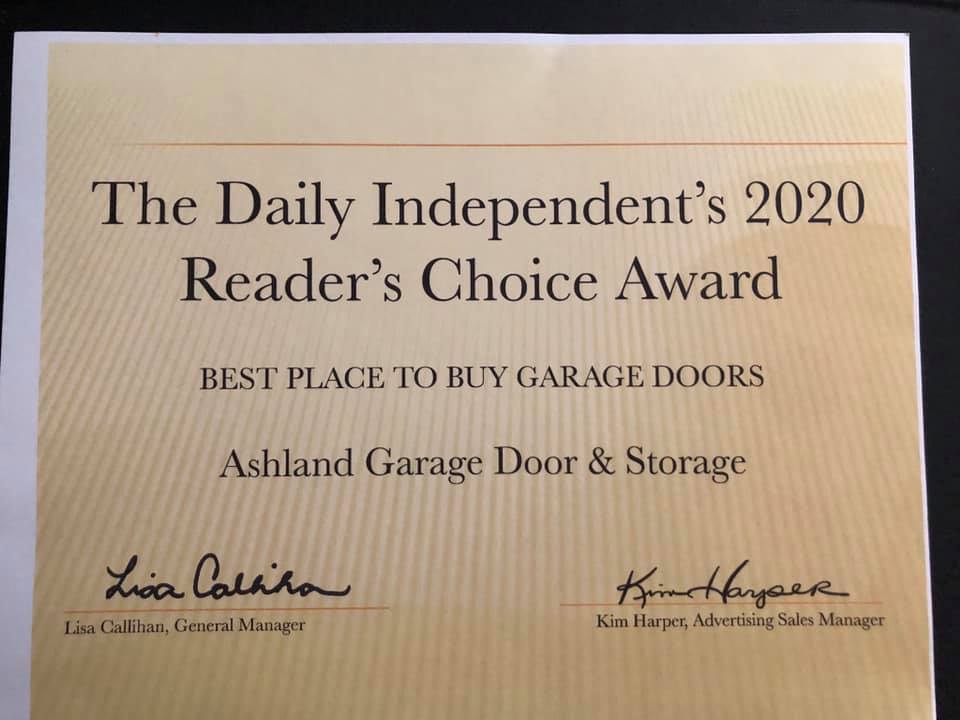 The Daily Independent's 2020
Reader's Choice Award
BEST PLACE TO BUY GARAGE DOORS
Ashland Garage Door & Storage
Lisa Callihan
Kim Harper
Lisa Callihan, General Manager
Kim Harper, Advertising Sales Manager